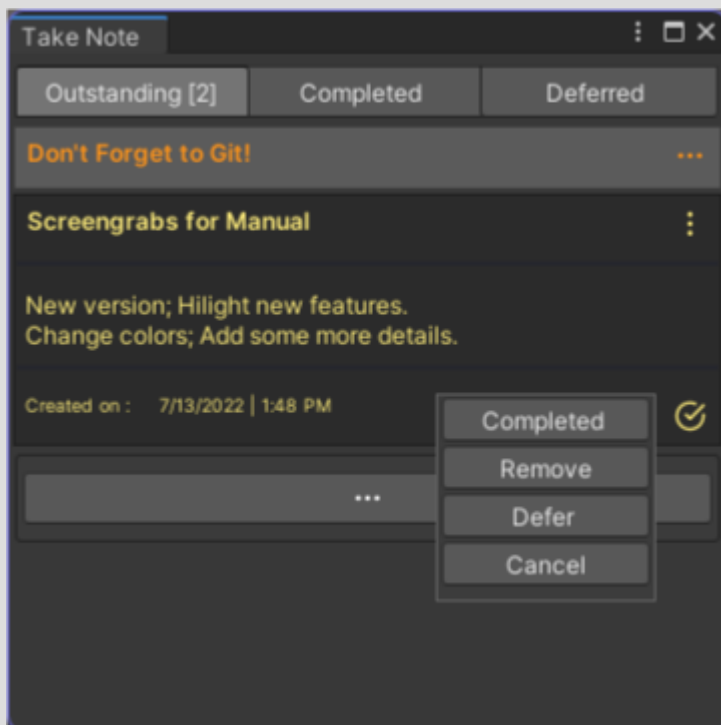 Take Note
Outstanding [2] Completed Deferred
Don't Forget to Git!
Screengrabs for Manual
New version; Hilight new features.
Change colors; Add some more details.
Created on : 7/13/2022 | 1:48 PM
Completed
Remove
Defer
Cancel
...